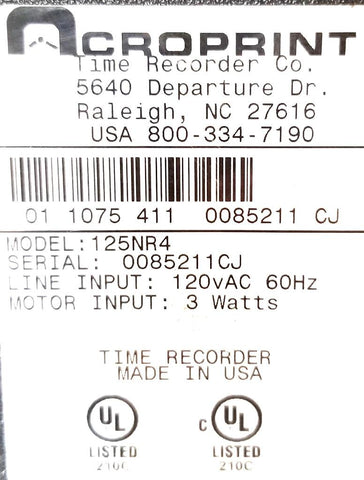 ACROPRINT
Time Recorder Co.
5640 Departure Dr.
Raleigh, NC 27616
USA 800-334-7190
01 1075 411 0085211 CJ
MODEL: 125NR4
SERIAL: 0085211CJ
LINE INPUT: 120vAC 60Hz
MOTOR INPUT: 3 Watts
TIME RECORDER
MADE IN USA
UL C UL
LISTED LISTED
210C 210C